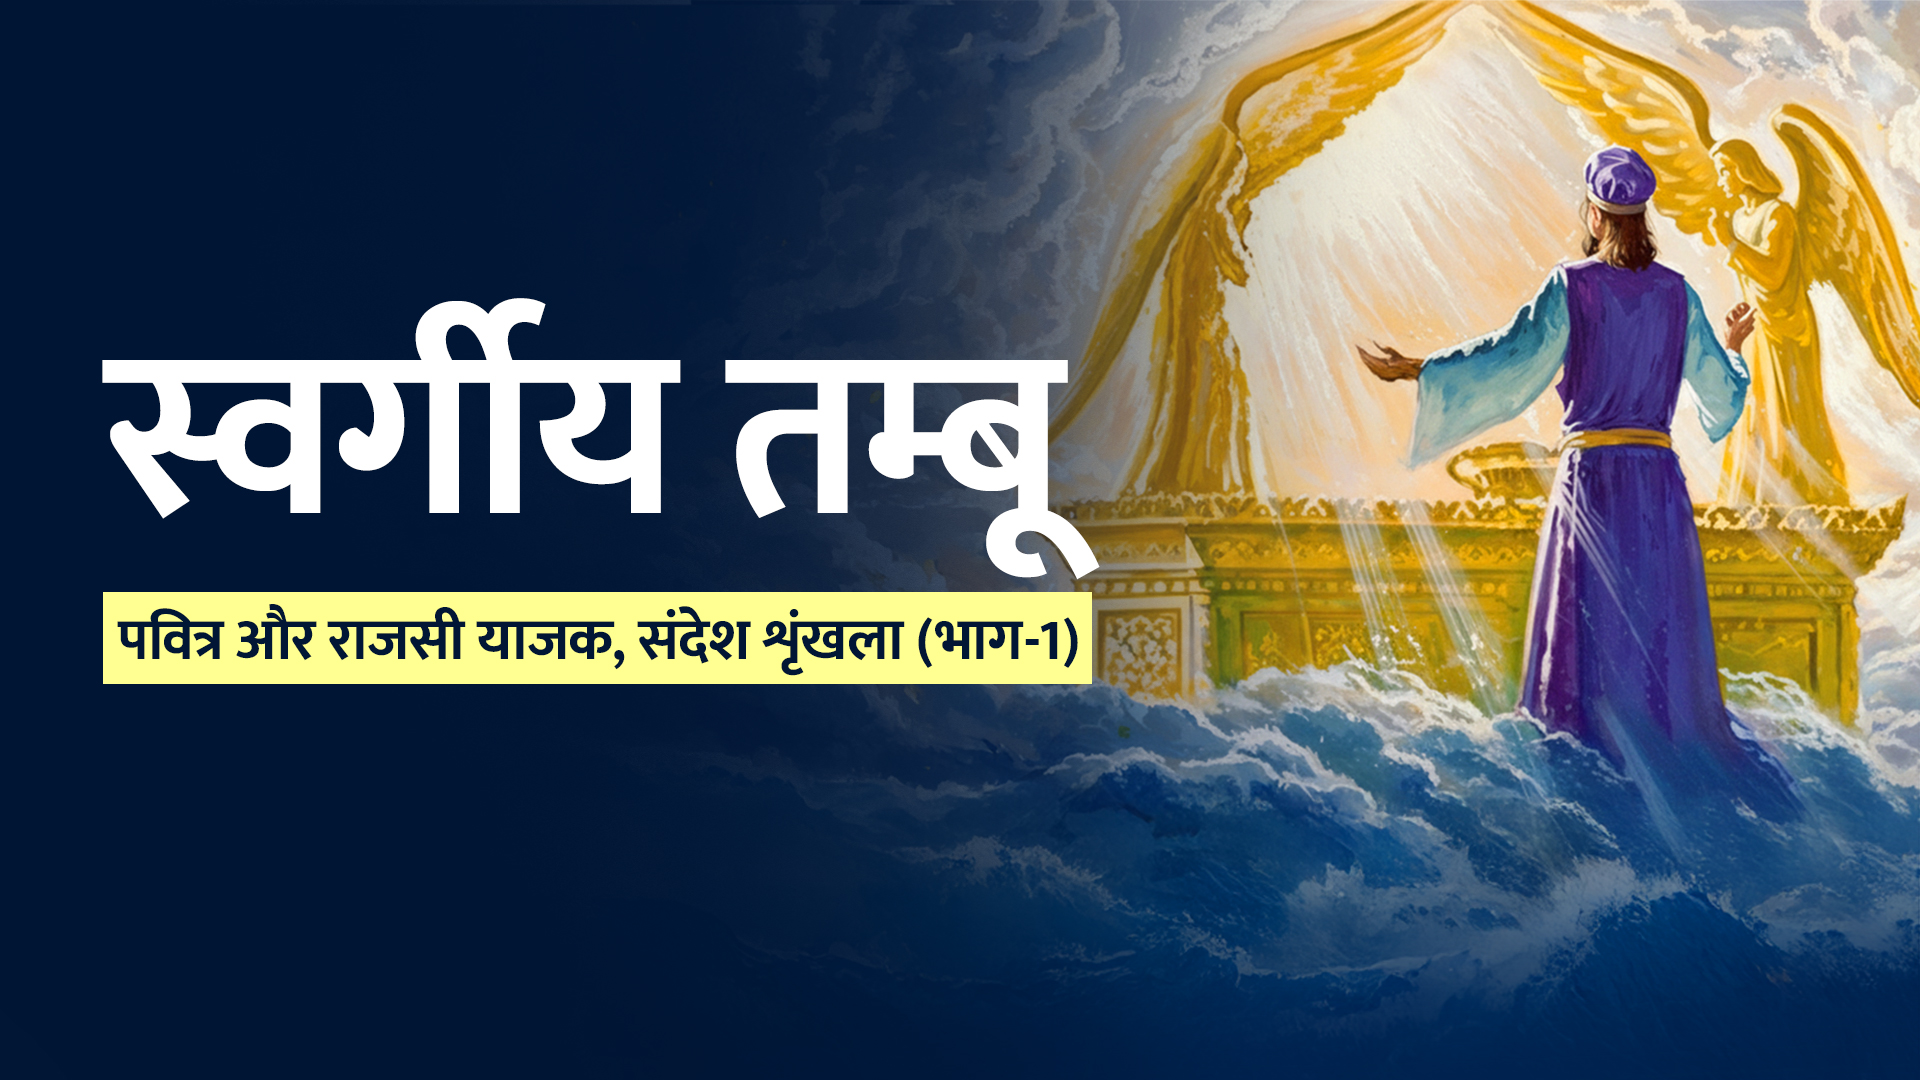 स्वर्गीय तम्बू
पवित्र और राजसी याजक, संदेश शृंखला (भाग-1)